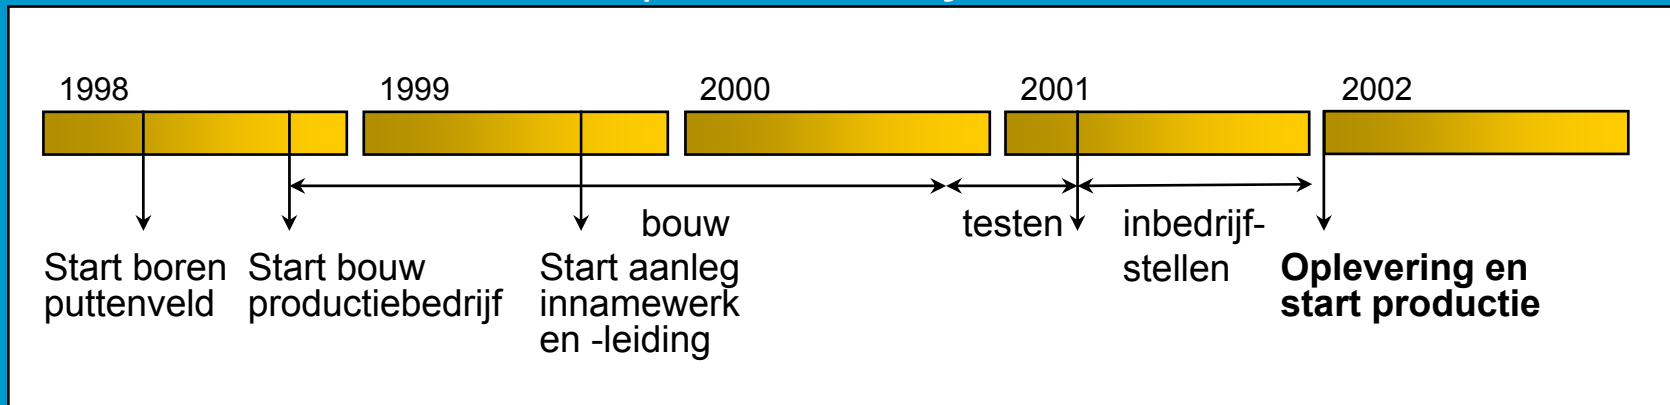 1998
1999
2000
2001
2002
bouw
testen
inbedrijf-
stellen
Start boren
puttenveld
Start bouw
productiebedrijf
Start aanleg
innamewerk
en -leiding
Oplevering en
start productie